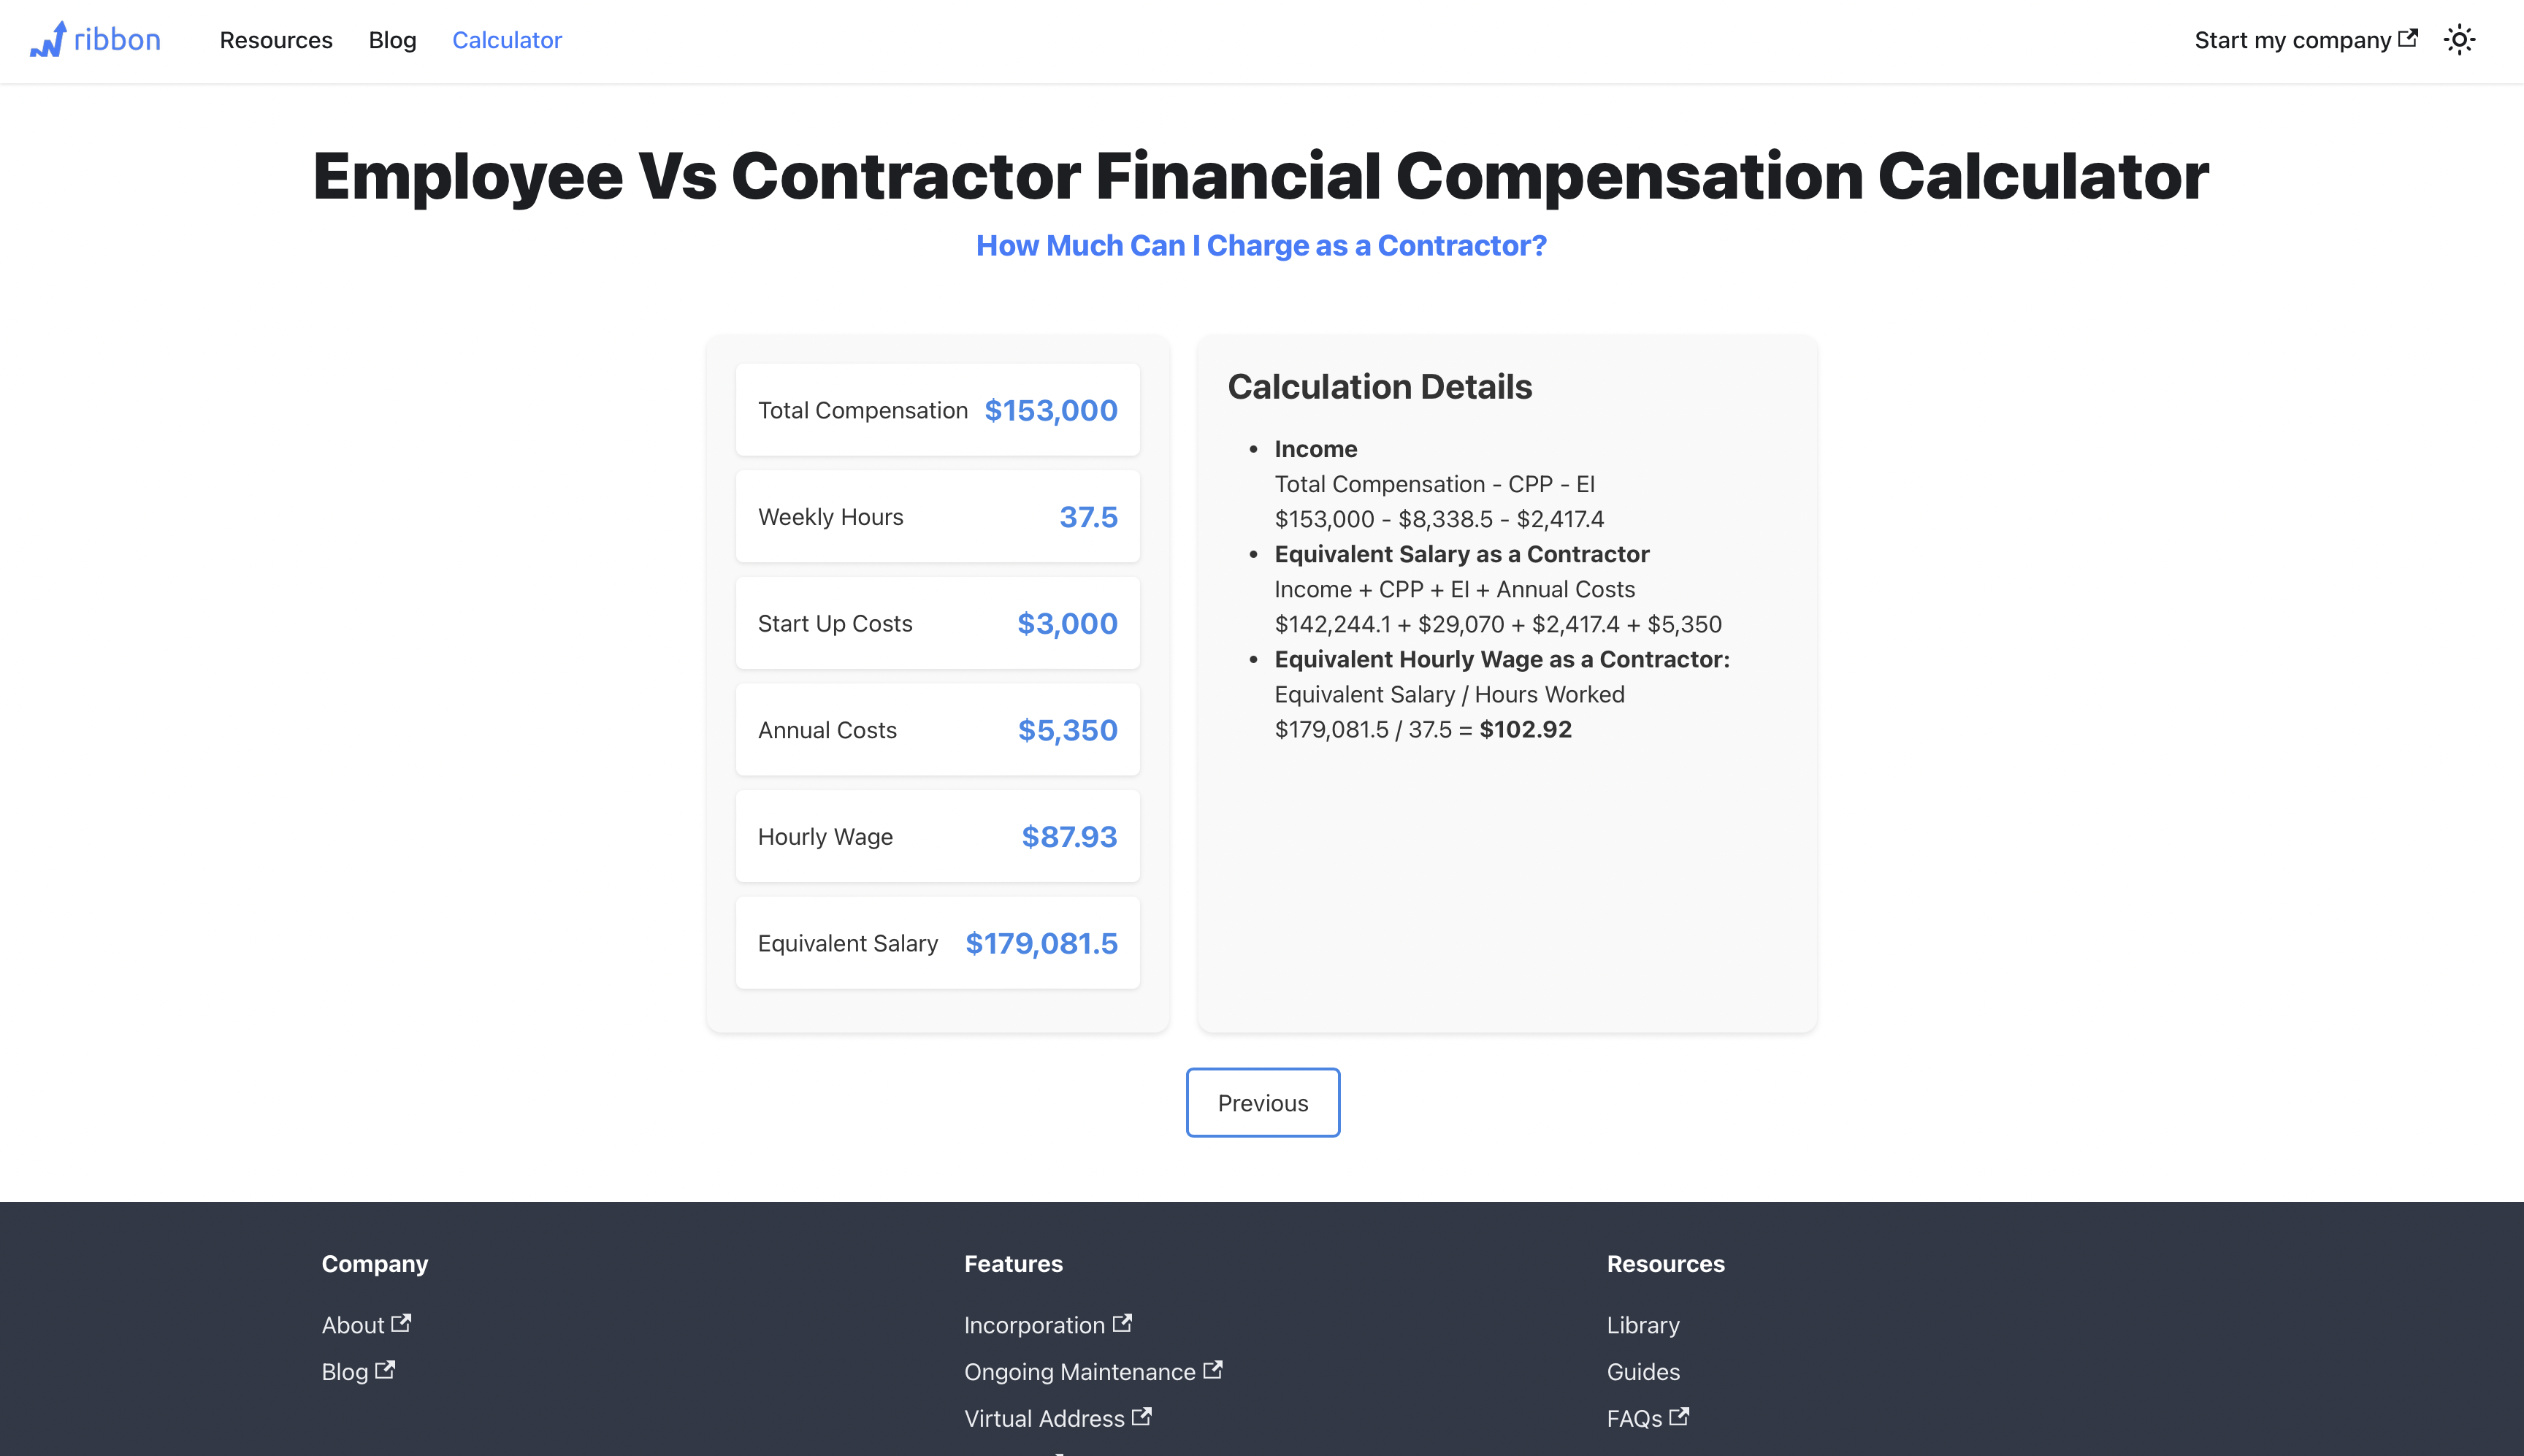 ribbon Resources Blog Calculator Start my company
Employee Vs Contractor Financial Compensation Calculator
How Much Can I Charge as a Contractor?
Total Compensation $153,000
Weekly Hours 37.5
Start Up Costs $3,000
Annual Costs $5,350
Hourly Wage $87.93
Equivalent Salary $179,081.5
Calculation Details
• Income
Total Compensation - CPP - EI
$153,000 - $8,338.5 - $2,417.4
• Equivalent Salary as a Contractor
Income + CPP + EI + Annual Costs
$142,244.1 + $29,070 + $2,417.4 + $5,350
• Equivalent Hourly Wage as a Contractor:
Equivalent Salary / Hours Worked
$179,081.5 / 37.5 = $102.92
Previous
Company
About
Blog
Features
Incorporation
Ongoing Maintenance
Virtual Address
Resources
Library
Guides
FAQs